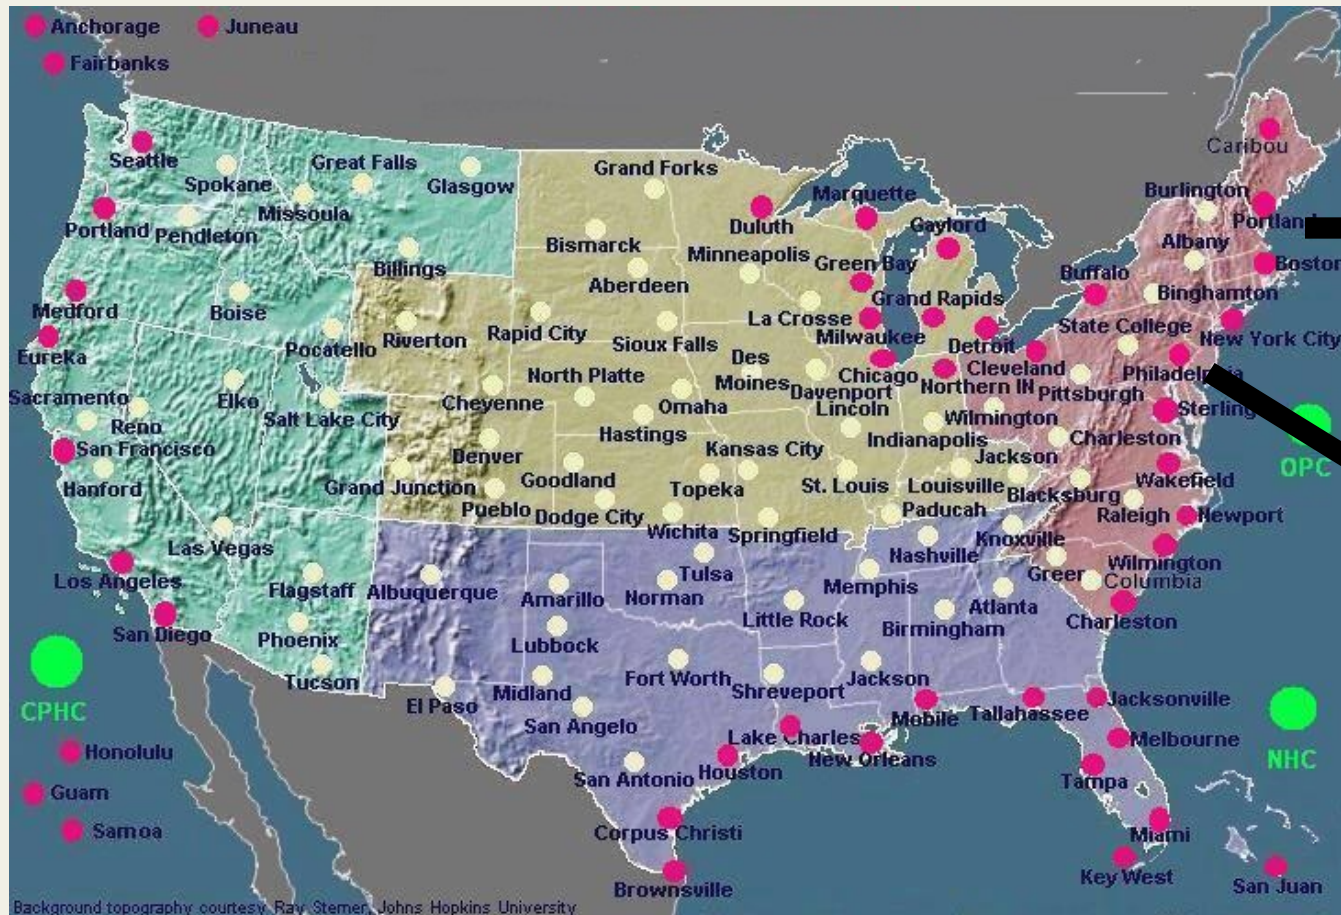 Anchorage
Juneau
Fairbanks
Seattle
Spokane
Great Falls
Glasgow
Missoula
Portland
Pendleton
Billings
Medford
Boise
Pocatello
Riverton
Eureka
Sacramento
Reno
Elko
Salt Lake City
San Francisco
Hanford
Las Vegas
Los Angeles
San Diego
Flagstaff
Phoenix
Tucson
Grand Junction
Grand Forks
Bismarck
Aberdeen
Rapid City
Sioux Falls
North Platte
Cheyenne
Omaha
Hastings
Denver
Goodland
Pueblo
Dodge City
Topeka
Kansas City
Wichita
Springfield
Duluth
Minneapolis
La Crosse
Des
Moines
Davenport
Lincoln
St. Louis
Marquette
Gaylord
Green Bay
Grand Rapids
Milwaukee
Detroit
Chicago
Northern IN
Cleveland
Indianapolis
Wilmington
Louisville
Paducah
Jackson
Caribou
Burlington
Portland
Albany
Boston
Buffalo
Binghamton
State College
New York City
Philadelphia
Pittsburgh
Sterling
Charleston
Blacksburg
Wakefield
Raleigh
Newport
Wilmington
Greer
Columbia
Charleston
OPC
Albuquerque
Amarillo
Lubbock
Midland
El Paso
San Angelo
San Antonio
Fort Worth
Norman
Tulsa
Little Rock
Shreveport
Memphis
Nashville
Knoxville
Birmingham
Atlanta
Jackson
Mobile
Tallahassee
Jacksonville
Lake Charles
New Orleans
Houston
Corpus Christi
Brownsville
Melbourne
Tampa
Miami
Key West
San Juan
NHC
CPHC
Honolulu
Guam
Samoa
Background topography courtesy Ray Sterner, Johns Hopkins University